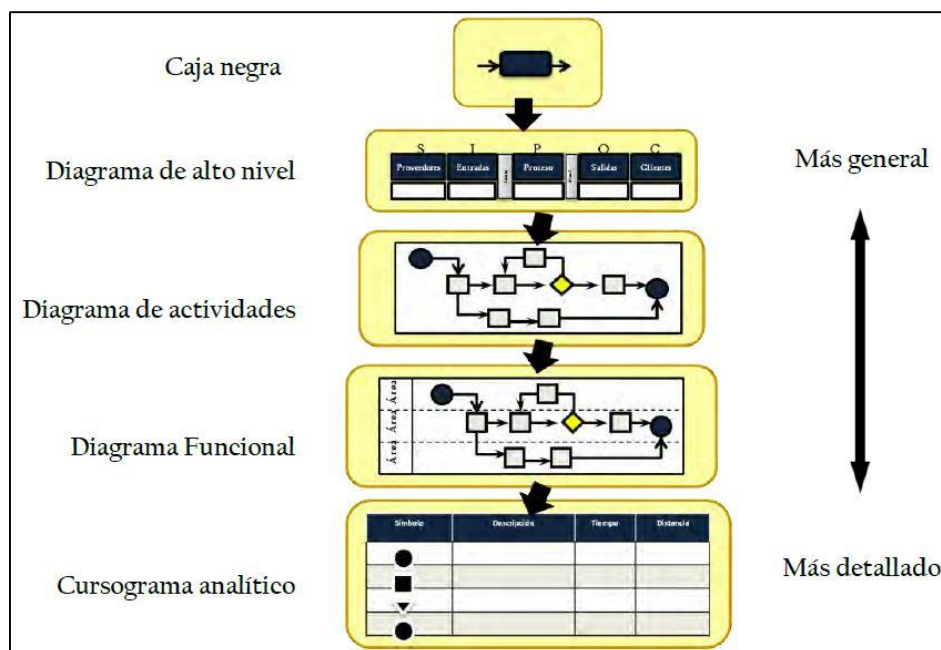 Caja negra
Diagrama de alto nivel
S I P O C
Proveedores Entradas Proceso Salidas Clientes
Más general
Diagrama de actividades
Área
Área
Área
Diagrama Funcional
Símbolo Descripción Tiempo Distancia
Cursograma analítico
Más detallado